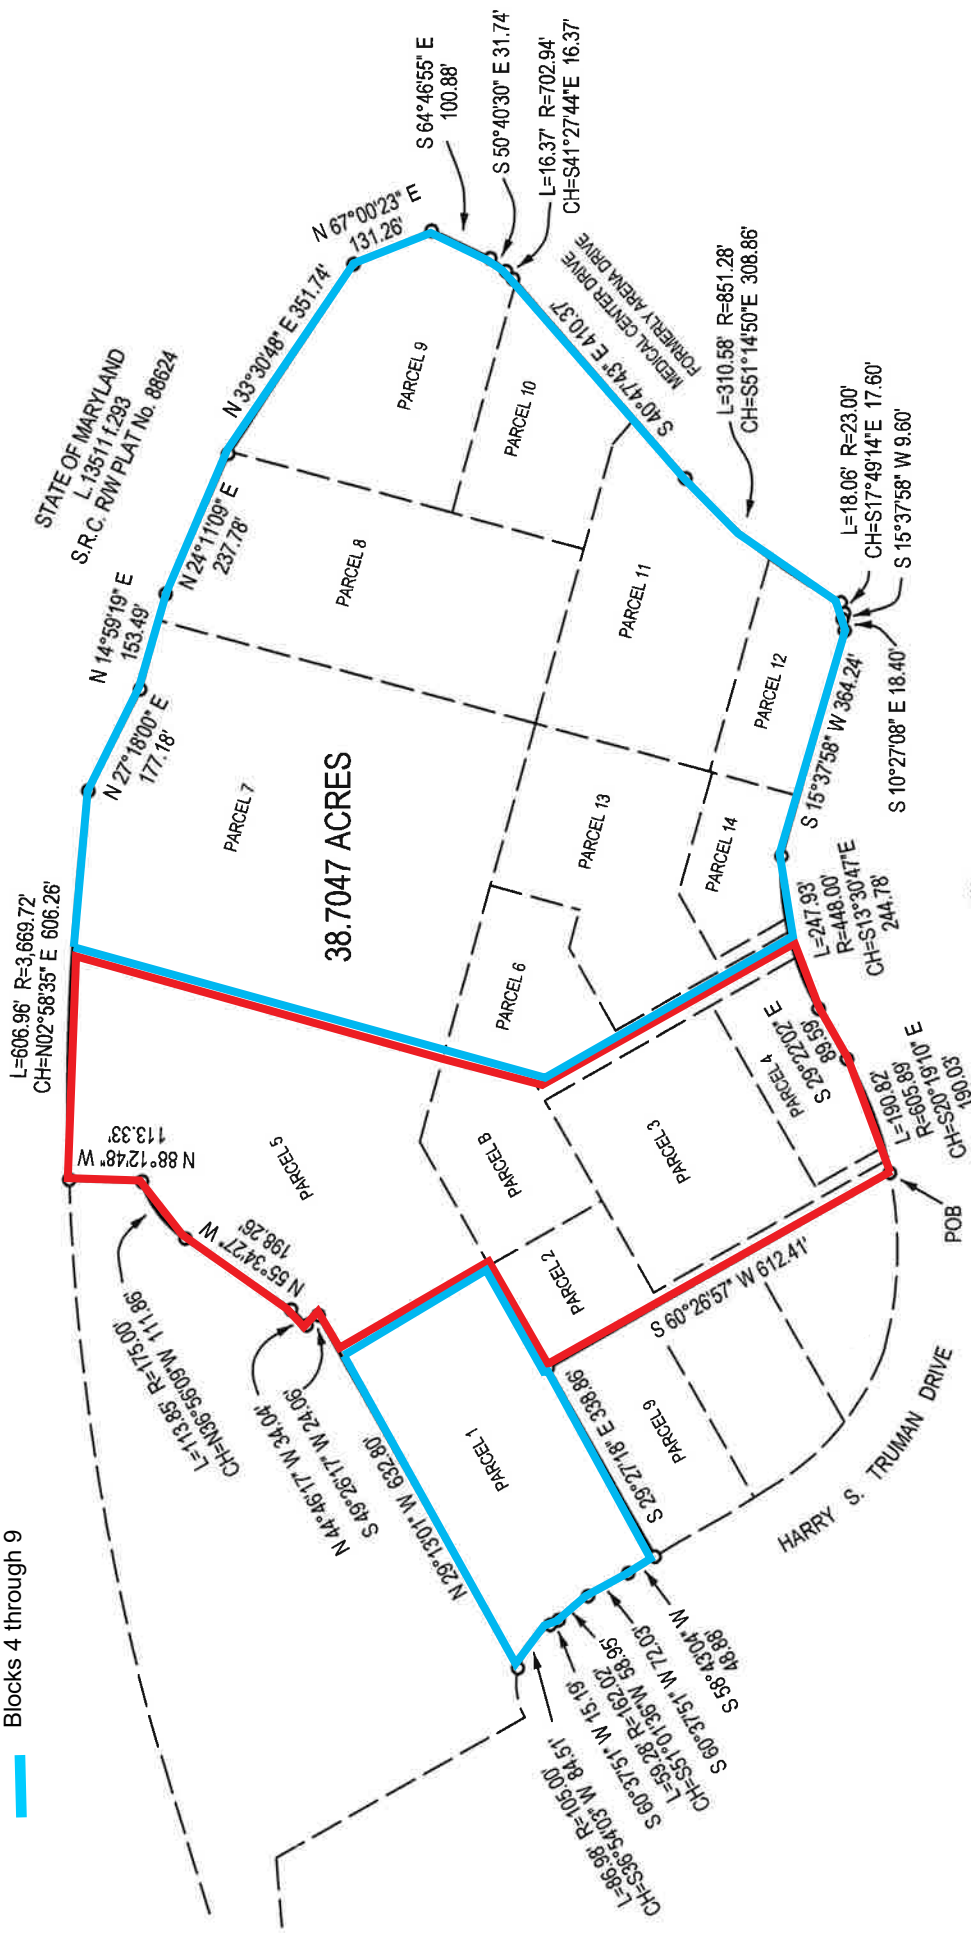 Blocks 4 through 9
STATE OF MARYLAND
L.13511 f.293
S.R.C. R/W PLAT No. 88624
L=606.96' R=3,669.72'
CH=N02°58'35" E 606.26'
N 27°18'00" E
177.18'
N 14°59'19" E
153.49'
N 24°11'09" E
237.78'
N 33°30'48" E 351.74'
N 67°00'23" E
131.26'
S 64°46'55" E
100.88'
S 50°40'30" E 31.74'
L=16.37' R=702.94'
CH=S41°27'44"E 16.37'
MEDICAL CENTER DRIVE
FORMERLY ARENA DRIVE
S 40°47'43" E 410.37'
L=310.58' R=851.28'
CH=S51°14'50"E 308.86'
L=18.06' R=23.00'
CH=S17°49'14"E 17.60'
S 15°37'58" W 9.60'
S 10°27'08" E 18.40'
S 15°37'58" W 364.24'
L=247.93'
R=448.00'
CH=S13°30'47"E
244.78'
S 29°22'02" E
89.59'
L=190.82'
R=605.89'
CH=S20°19'10" E
190.03'
POB
S 60°26'57" W 612.41'
HARRY S. TRUMAN DRIVE
S 29°27'18" E 338.86'
S 58°43'04" W
48.88'
S 60°37'51" W 72.03'
L=59.28' R=162.02'
CH=S51°01'36"W 58.95'
S 60°37'51" W 15.19'
L=86.98' R=105.00'
CH=S36°54'03" W 84.51'
N 29°13'01" W 632.80'
S 49°26'17" W 24.06'
N 44°46'17" W 34.04'
N 55°34'27" W
198.26'
L=113.85' R=175.00'
CH=N36°56'09"W 111.86'
N 88°12'48" W
113.33'
38.7047 ACRES
PARCEL 1
PARCEL 2
PARCEL 3
PARCEL 4
PARCEL 5
PARCEL B
PARCEL 6
PARCEL 7
PARCEL 8
PARCEL 9
PARCEL 10
PARCEL 11
PARCEL 12
PARCEL 13
PARCEL 14
PARCEL 9